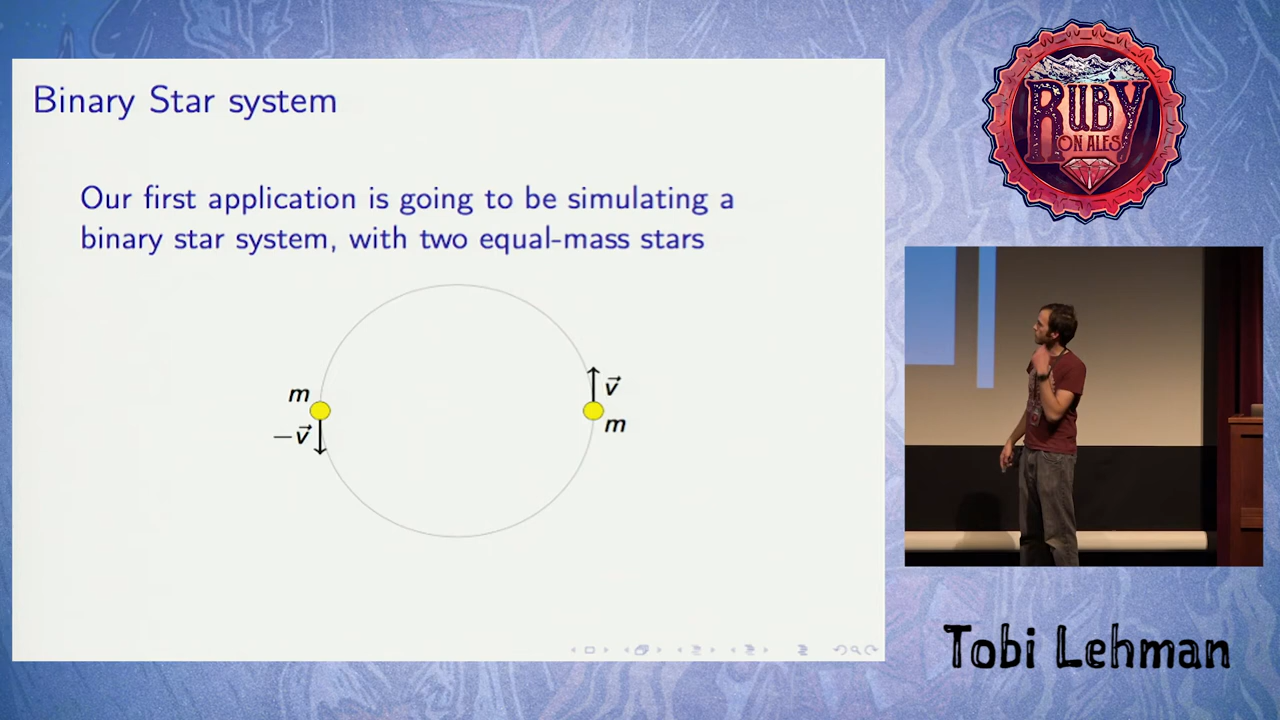 Binary Star system
Our first application is going to be simulating a
binary star system, with two equal-mass stars
m
−v⃗
v⃗
m
RUBY
ON ALES
Tobi Lehman